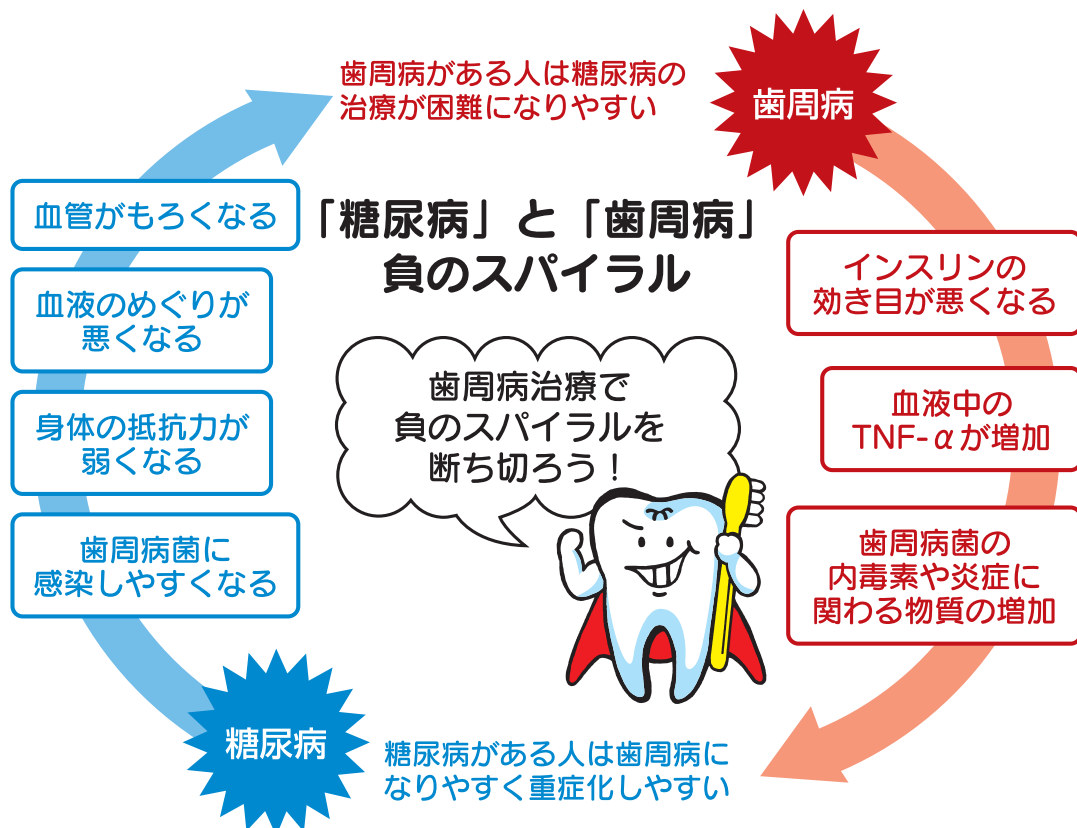 歯周病がある人は糖尿病の
治療が困難になりやすい
歯周病
「糖尿病」と「歯周病」
負のスパイラル
血管がもろくなる
血液のめぐりが
悪くなる
身体の抵抗力が
弱くなる
歯周病菌に
感染しやすくなる
インスリンの
効き目が悪くなる
血液中の
TNF-αが増加
歯周病菌の
内毒素や炎症に
関わる物質の増加
歯周病治療で
負のスパイラルを
断ち切ろう！
糖尿病
糖尿病がある人は歯周病に
なりやすく重症化しやすい